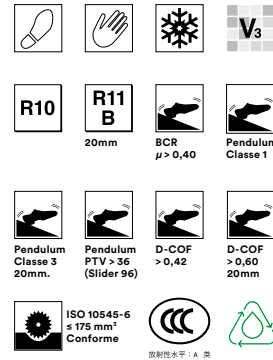 V3
R10
R11
B
20mm
BCR
μ > 0,40
Pendulum
Classe 1
Pendulum
Classe 3
20mm.
Pendulum
PTV > 36
(Slider 96)
D-COF
> 0,42
D-COF
> 0,60
20mm
ISO 10545-6
≤ 175 mm³
Conforme
CCC
放射性水平：A 类